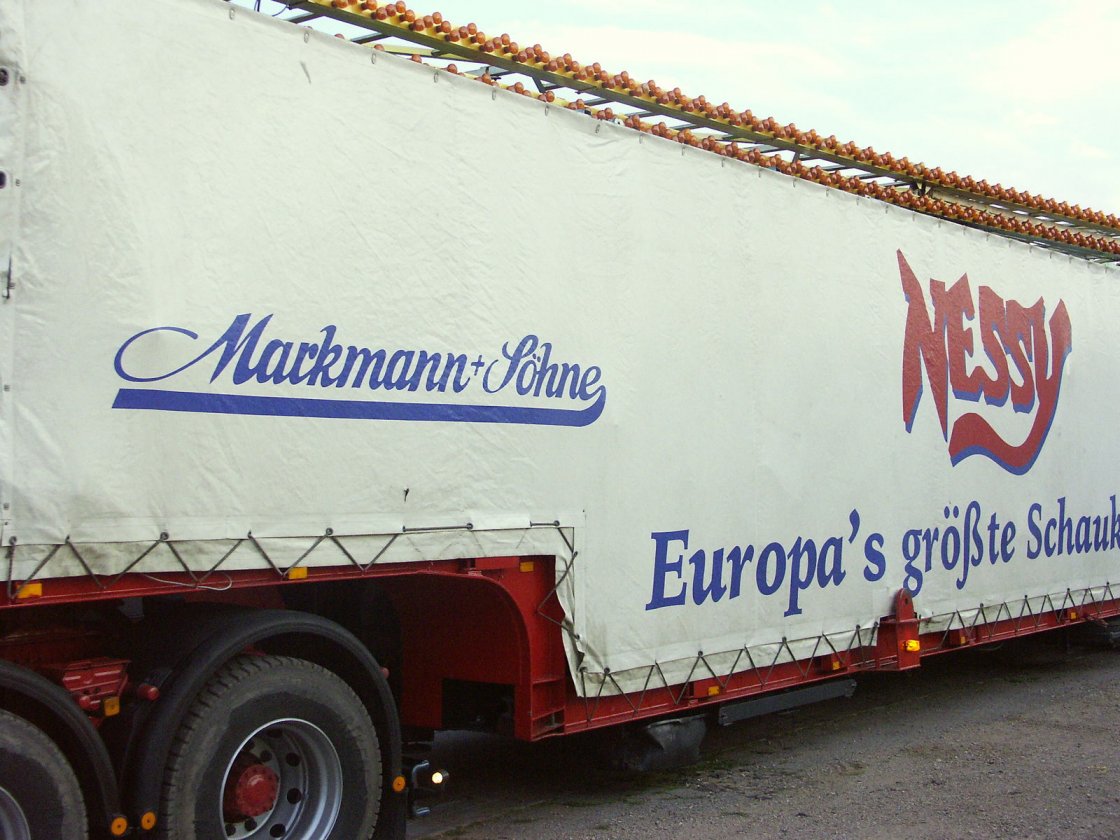 Markmann + Söhne
NESSY
Europa's größte Schauk